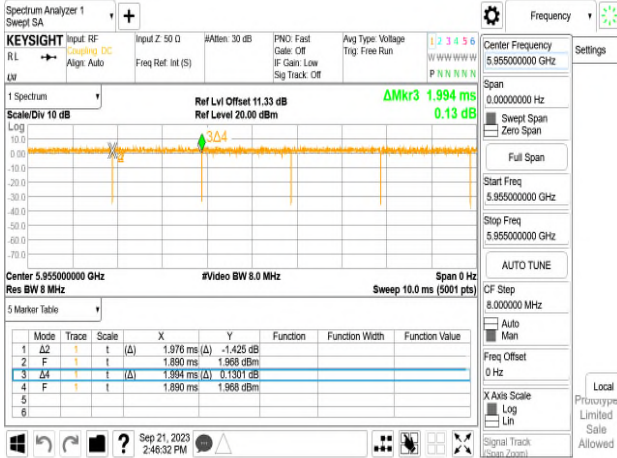 Spectrum Analyzer 1
Swept SA
KEYSIGHT Input: RF Input Z: 50 Ω #Atten: 30 dB PNO: Fast Avg Type: Voltage 1 2 3 4 5 6
RL Coupling: DC Gate: Off Trig: Free Run W W W W W W
Align: Auto Freq Ref: Int (S) IF Gain: Low
Sig Track: Off P N N N N N
1 Spectrum ΔMkr3 1.994 ms
Ref Lvl Offset 11.33 dB
Scale/Div 10 dB Ref Level 20.00 dBm 0.13 dB
Log
10.0 3Δ4
0.00
-10.0
-20.0
-30.0
-40.0
-50.0
-60.0
-70.0
Center 5.955000000 GHz #Video BW 8.0 MHz Span 0 Hz
Res BW 8 MHz Sweep 10.0 ms (5001 pts)
5 Marker Table
Mode Trace Scale X Y Function Function Width Function Value
1 Δ2 1 t (Δ) 1.976 ms (Δ) -1.425 dB
2 F 1 t 1.890 ms 1.968 dBm
3 Δ4 1 t (Δ) 1.994 ms (Δ) 0.1301 dB
4 F 1 t 1.890 ms 1.968 dBm
5
6
Sep 21, 2023
2:46:32 PM
Frequency
Settings
Center Frequency
5.955000000 GHz
Span
0.00000000 Hz
Swept Span
Zero Span
Full Span
Start Freq
5.955000000 GHz
Stop Freq
5.955000000 GHz
AUTO TUNE
CF Step
8.000000 MHz
Auto
Man
Freq Offset
0 Hz
X Axis Scale
Log
Lin
Signal Track
(Span Zoom)
Local
Prototype
Limited
Sale
Allowed